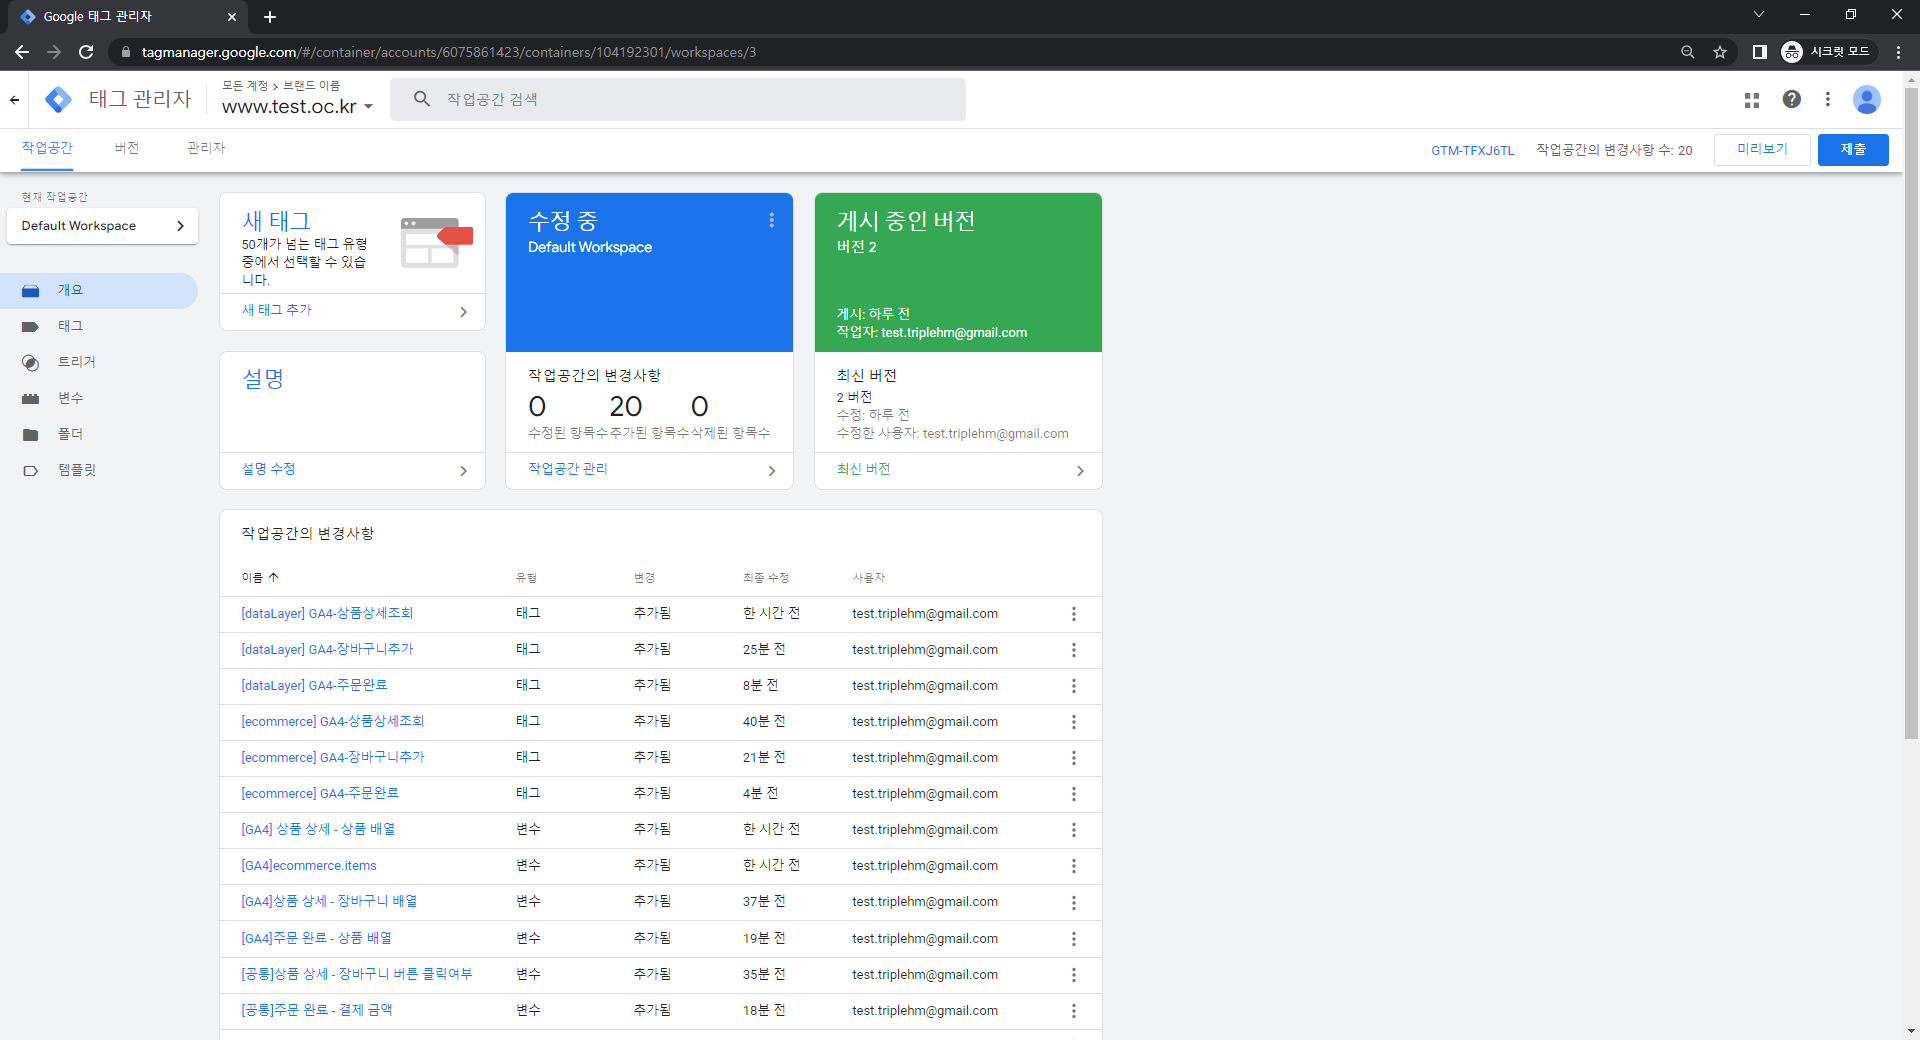 Google 태그 관리자
tagmanager.google.com/#/container/accounts/6075861423/containers/104192301/workspaces/3
시크릿 모드
태그 관리자
모든 계정 > 브랜드 이름
www.test.oc.kr
작업공간 검색
작업공간 버전 관리자
GTM-TFXJ6TL 작업공간의 변경사항 수: 20 미리보기 제출
현재 작업공간
Default Workspace
개요
태그
트리거
변수
폴더
템플릿
새 태그
50개가 넘는 태그 유형
중에서 선택할 수 있습
니다.
새 태그 추가
설명
설명 수정
수정 중
Default Workspace
작업공간의 변경사항
0 20 0
수정된 항목수 추가된 항목수 삭제된 항목수
작업공간 관리
게시 중인 버전
버전 2
게시: 하루 전
작업자: test.triplehm@gmail.com
최신 버전
2 버전
수정: 하루 전
수정한 사용자: test.triplehm@gmail.com
최신 버전
작업공간의 변경사항
이름 유형 변경 최종 수정 사용자
[dataLayer] GA4-상품상세조회 태그 추가됨 한 시간 전 test.triplehm@gmail.com
[dataLayer] GA4-장바구니추가 태그 추가됨 25분 전 test.triplehm@gmail.com
[dataLayer] GA4-주문완료 태그 추가됨 8분 전 test.triplehm@gmail.com
[ecommerce] GA4-상품상세조회 태그 추가됨 40분 전 test.triplehm@gmail.com
[ecommerce] GA4-장바구니추가 태그 추가됨 21분 전 test.triplehm@gmail.com
[ecommerce] GA4-주문완료 태그 추가됨 4분 전 test.triplehm@gmail.com
[GA4] 상품 상세 - 상품 배열 변수 추가됨 한 시간 전 test.triplehm@gmail.com
[GA4]ecommerce.items 변수 추가됨 한 시간 전 test.triplehm@gmail.com
[GA4]상품 상세 - 장바구니 배열 변수 추가됨 37분 전 test.triplehm@gmail.com
[GA4]주문 완료 - 상품 배열 변수 추가됨 19분 전 test.triplehm@gmail.com
[공통]상품 상세 - 장바구니 버튼 클릭여부 변수 추가됨 35분 전 test.triplehm@gmail.com
[공통]주문 완료 - 결제 금액 변수 추가됨 18분 전 test.triplehm@gmail.com